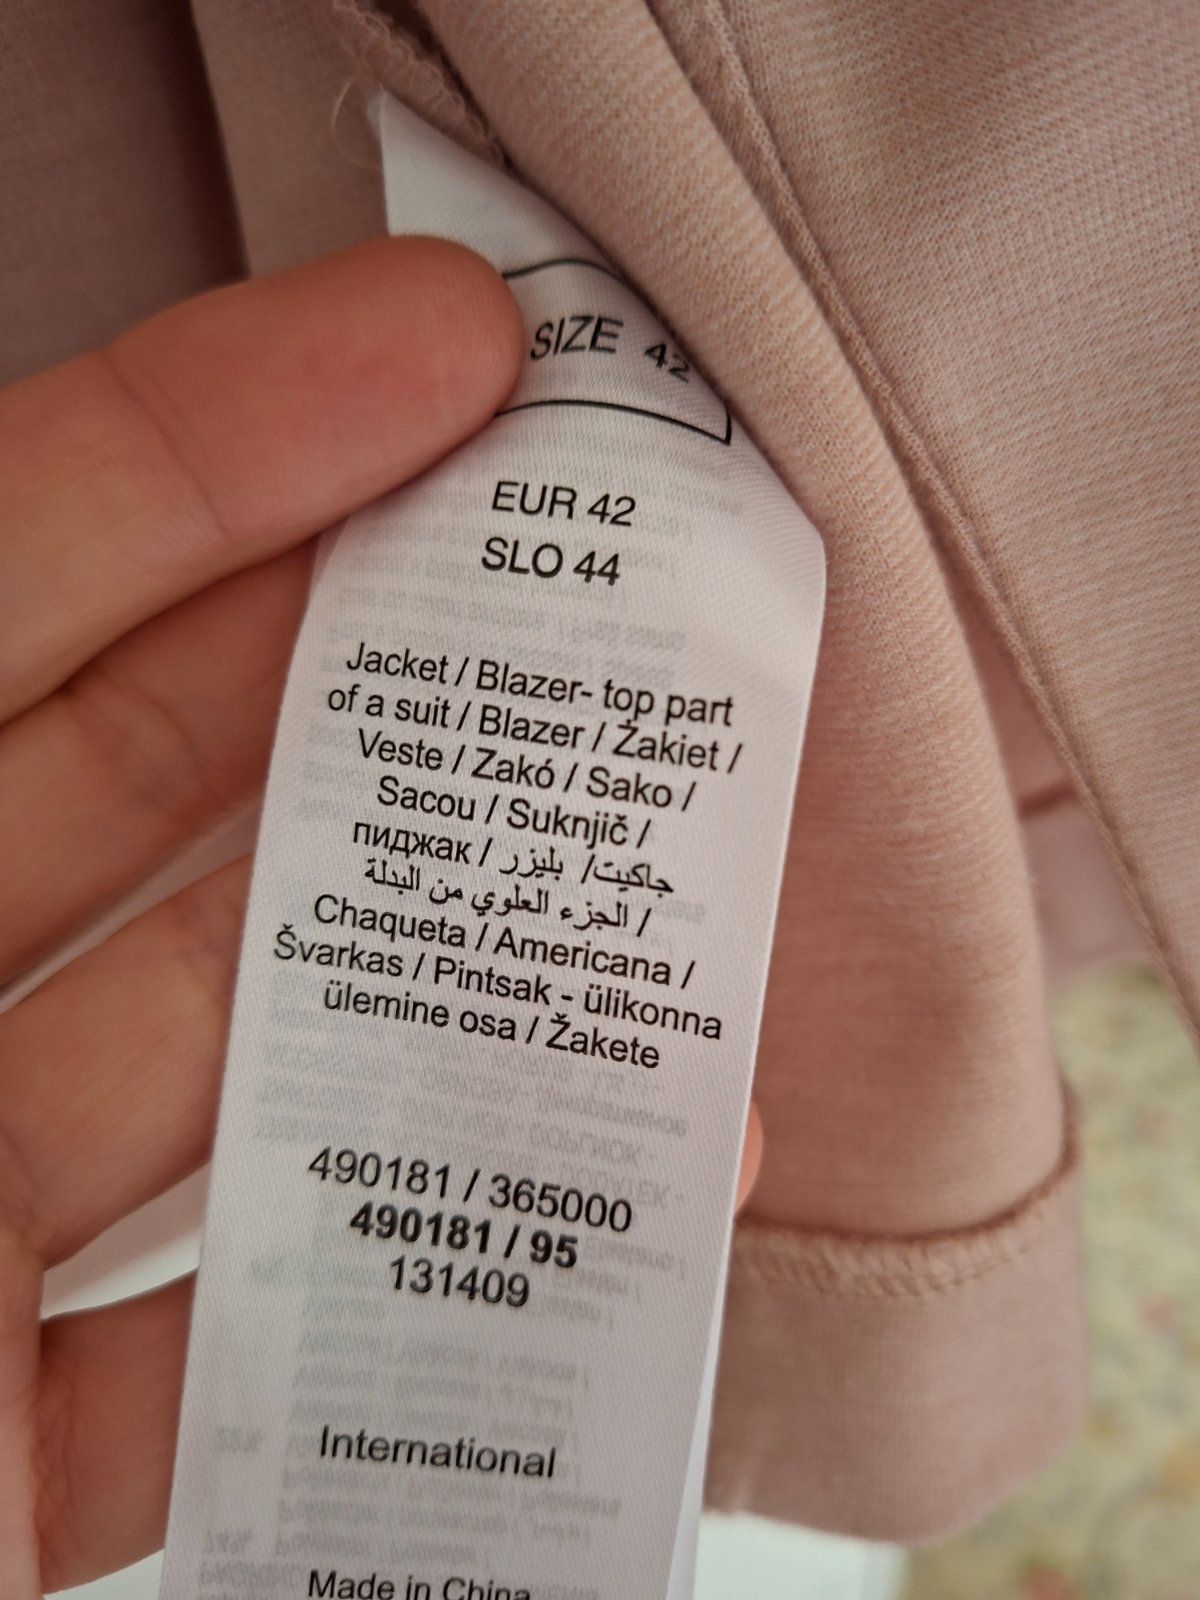 SIZE 42
EUR 42
SLO 44
Jacket / Blazer- top part
of a suit / Blazer / Žakiet /
Veste / Zakó / Sako /
Sacou / Suknjič /
пиджак / جاكيت/ بليزر
الجزء العلوي من البدلة /
Chaqueta / Americana /
Švarkas / Pintsak - ülikonna
ülemine osa / Žakete
490181 / 365000
490181 / 95
131409
International
Made in China